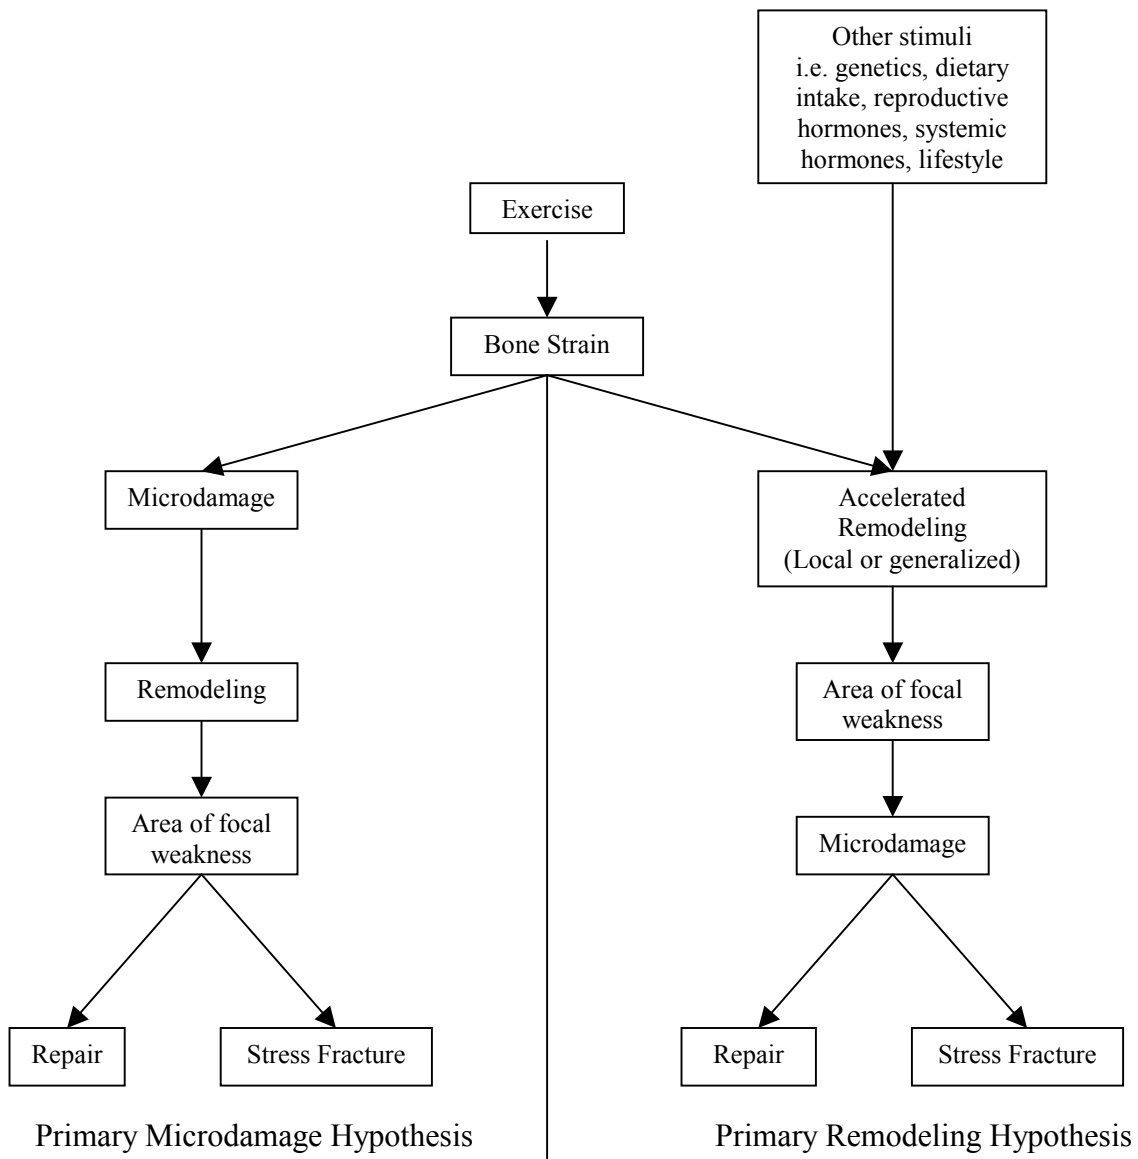 Other stimuli
i.e. genetics, dietary
intake, reproductive
hormones, systemic
hormones, lifestyle
Exercise
Bone Strain
Microdamage
Accelerated
Remodeling
(Local or generalized)
Remodeling
Area of focal
weakness
Area of focal
weakness
Microdamage
Repair
Stress Fracture
Repair
Stress Fracture
Primary Microdamage Hypothesis
Primary Remodeling Hypothesis